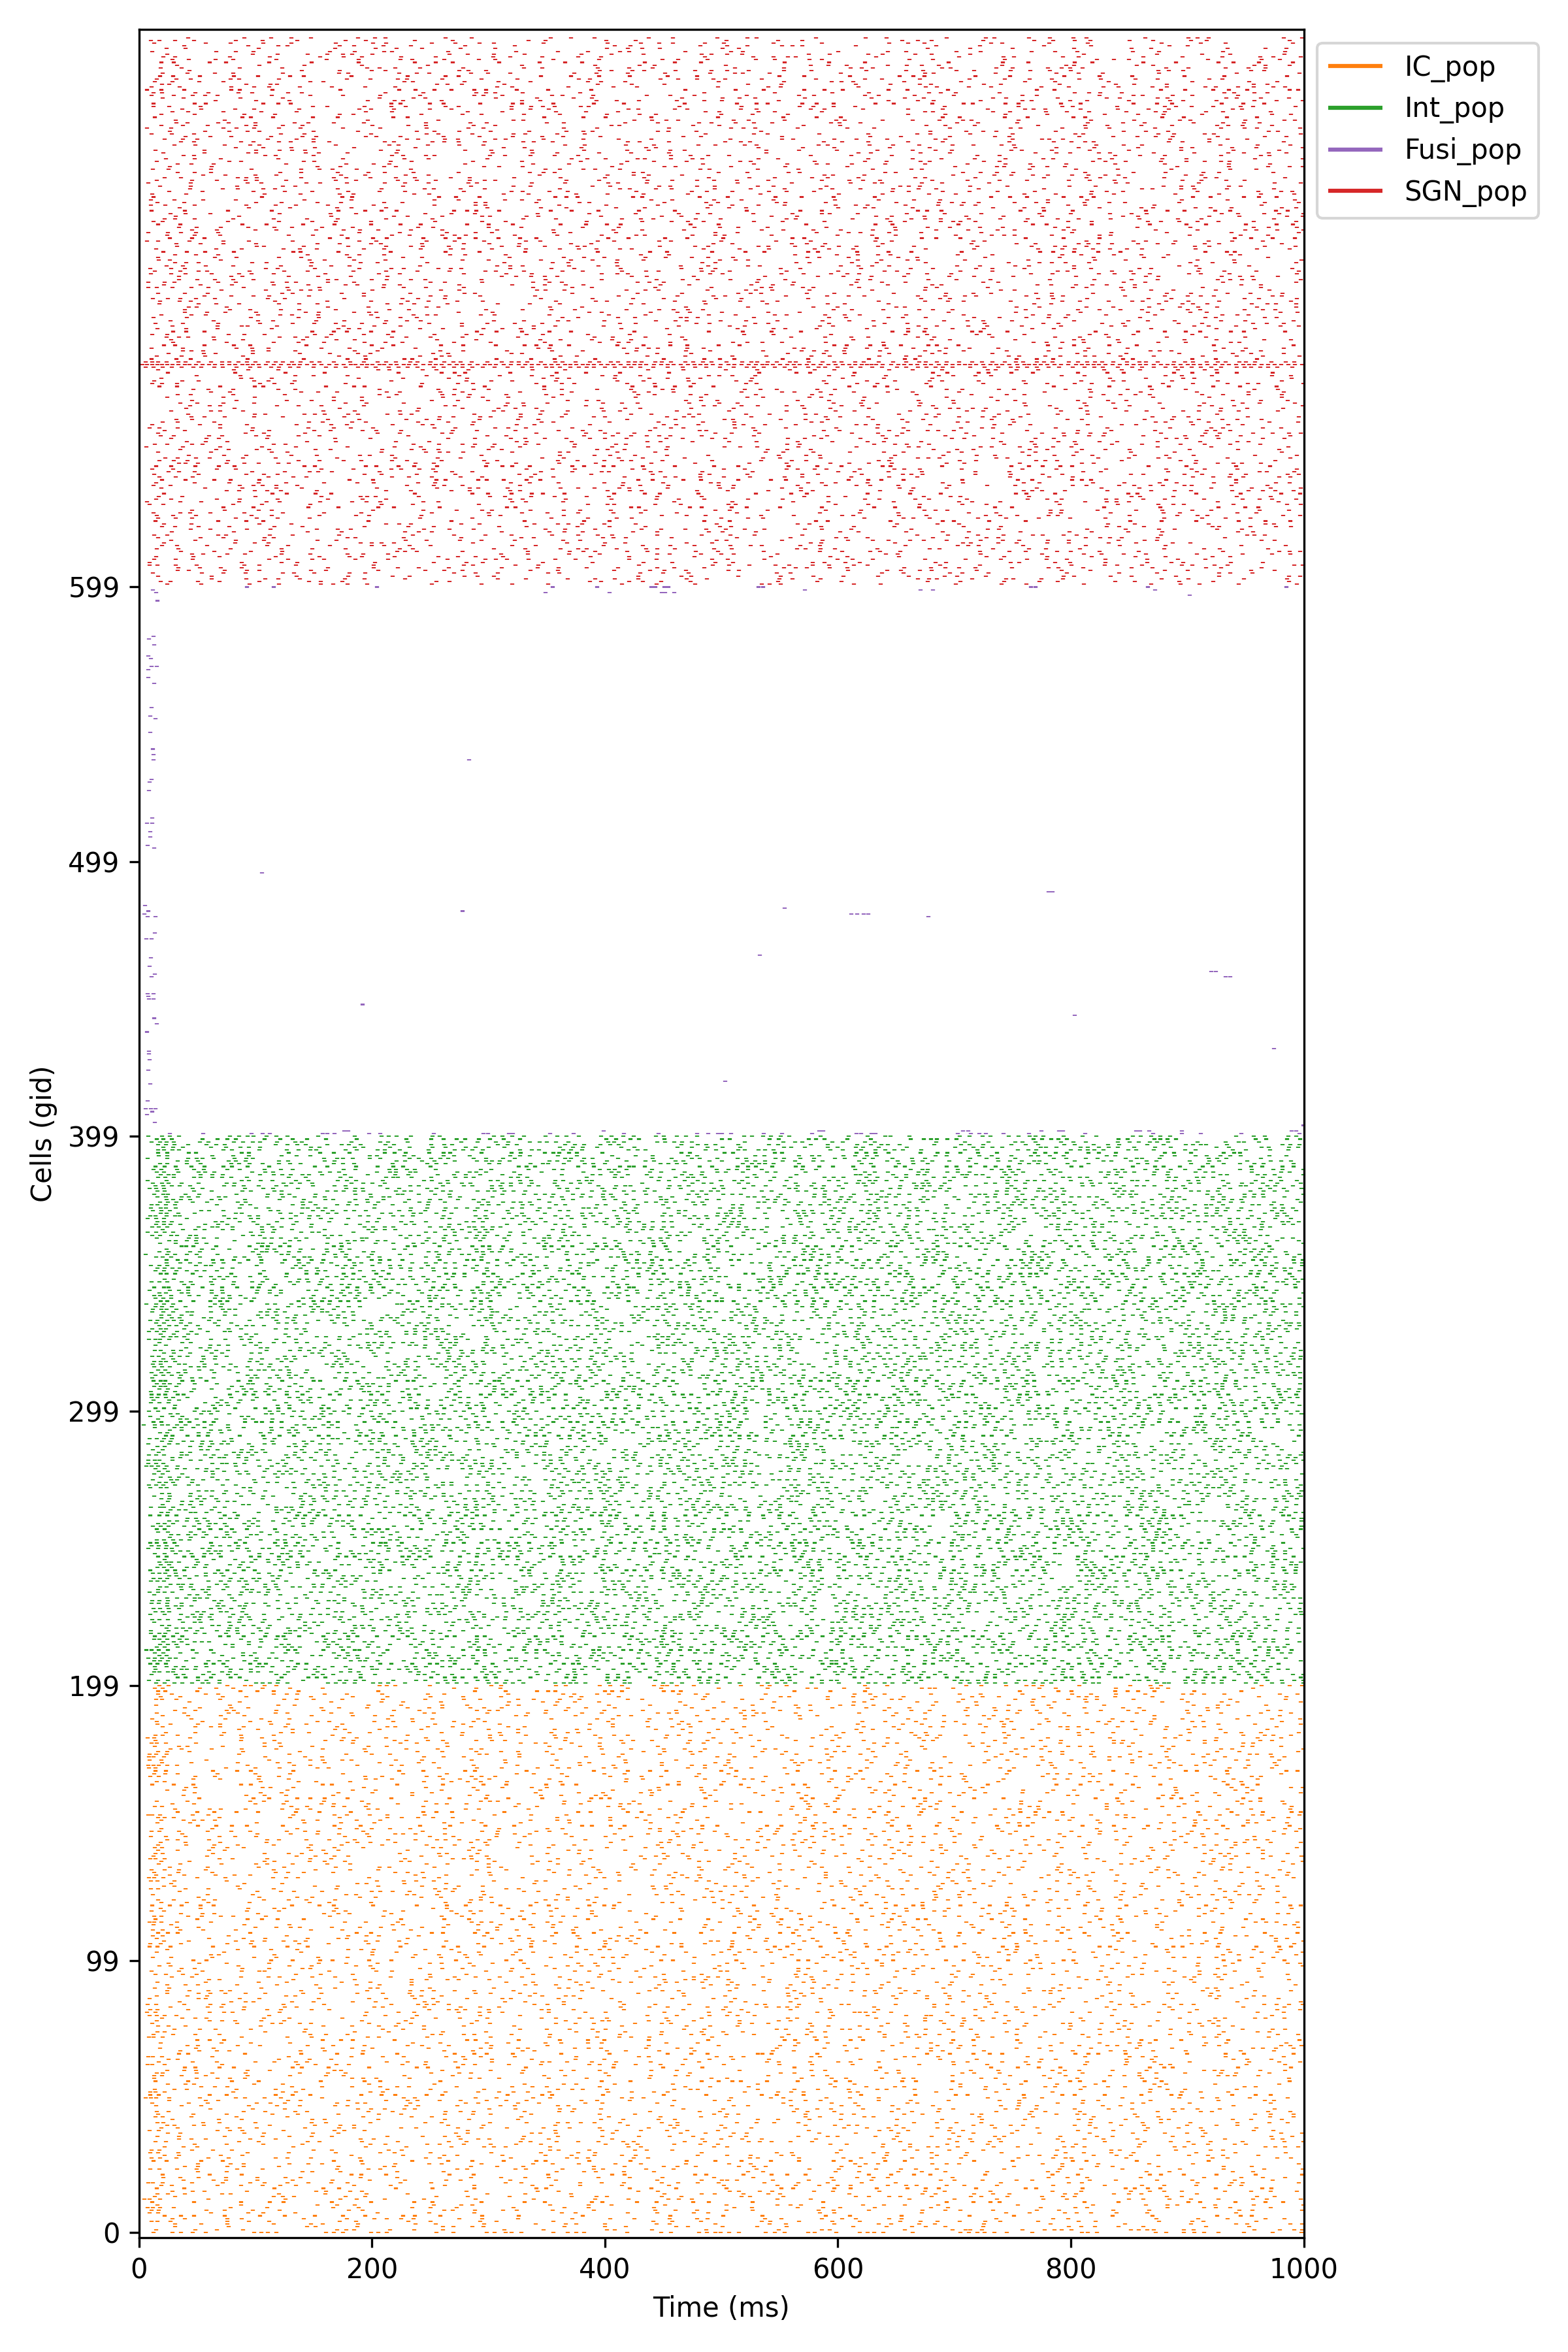 IC_pop
Int_pop
Fusi_pop
SGN_pop
599
499
399
299
199
99
0
Cells (gid)
0 200 400 600 800 1000
Time (ms)